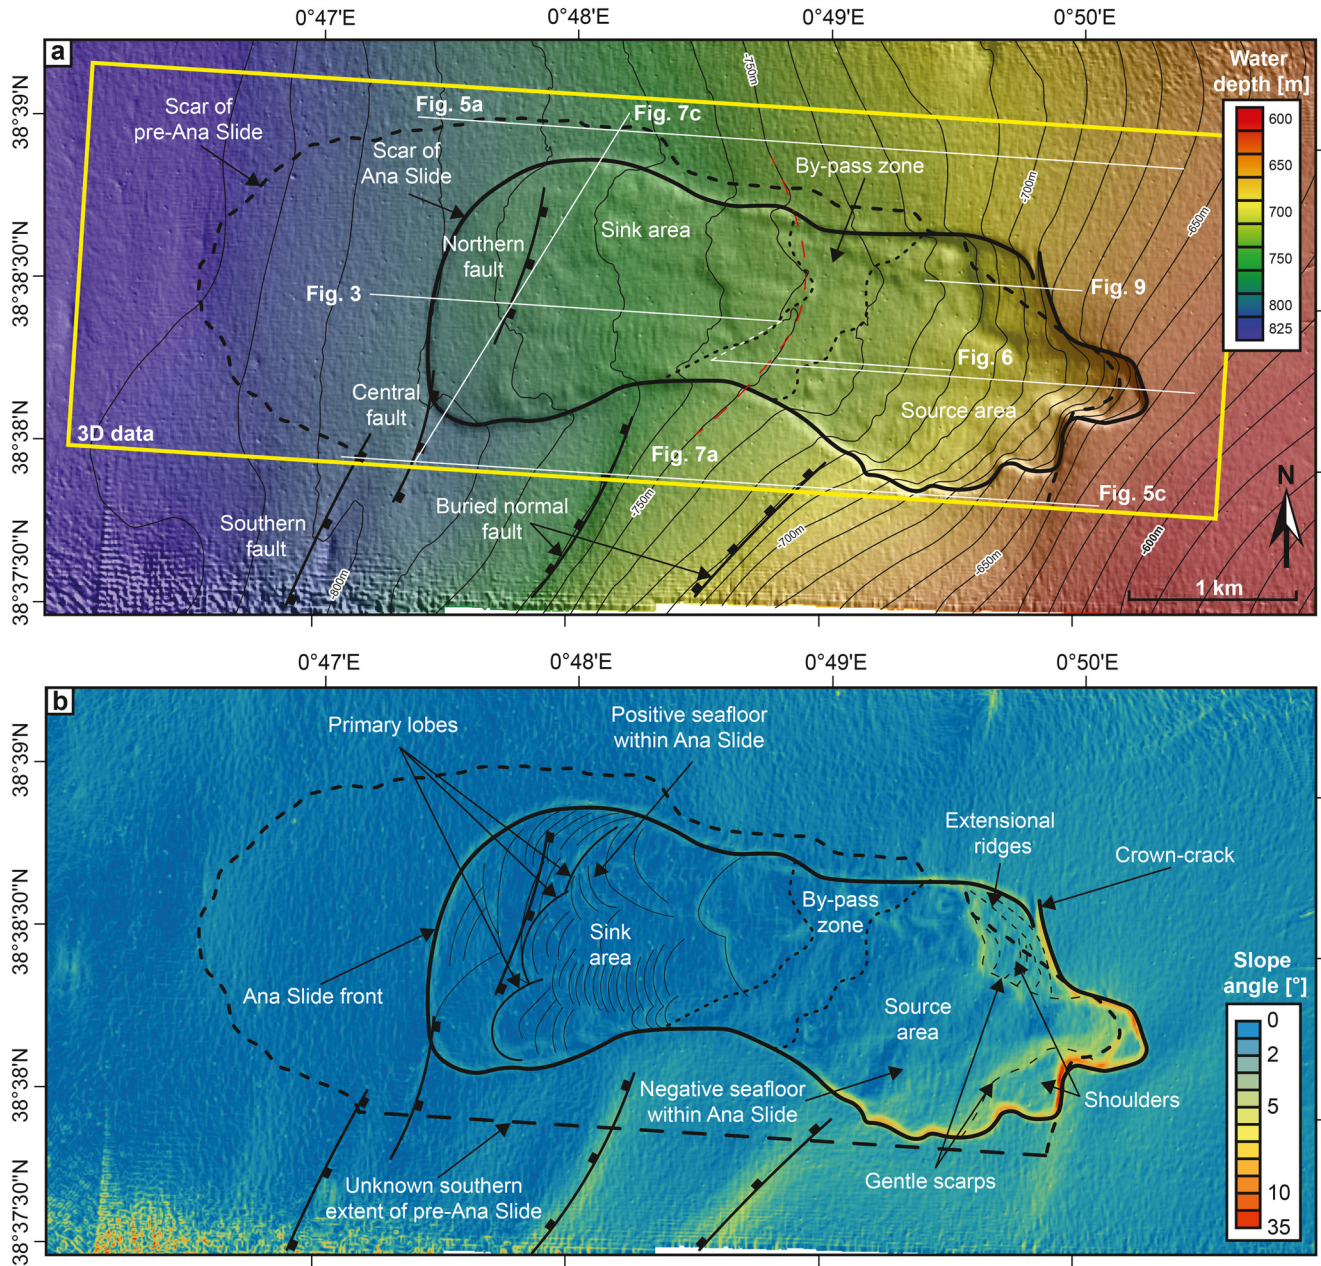 0°47'E 0°48'E 0°49'E 0°50'E
a
Water
depth [m]
600
650
700
750
800
825
38°39'N
38°38'30"N
38°38'N
38°37'30"N
Scar of
pre-Ana Slide
Fig. 5a
Fig. 7c
-750m
Scar of
Ana Slide
By-pass zone
-700m
-650m
Sink area
Northern
fault
Fig. 3
Fig. 9
Fig. 6
Central
fault
Source area
3D data
Fig. 7a
Fig. 5c
N
Buried normal
fault
-750m
Southern
fault
-700m
-600m
-650m
-800m
1 km
0°47'E 0°48'E 0°49'E 0°50'E
b
38°39'N
38°38'30"N
38°38'N
38°37'30"N
Primary lobes
Positive seafloor
within Ana Slide
Extensional
ridges
Crown-crack
By-pass
zone
Sink
area
Ana Slide front
Source
area
Slope
angle [°]
0
2
5
10
35
Negative seafloor
within Ana Slide
Shoulders
Gentle scarps
Unknown southern
extent of pre-Ana Slide